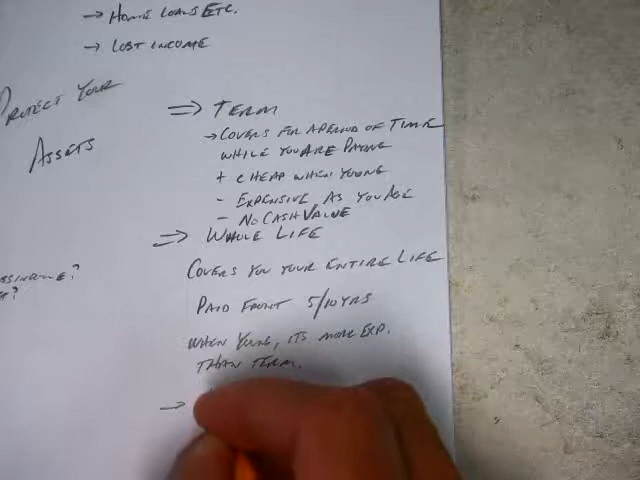 → HOME LOANS ETC.
→ LOST INCOME
PROTECT YOUR
ASSETS
⇒ TERM
→ COVERS FOR A PERIOD OF TIME
WHILE YOU ARE PAYING
+ CHEAP WHEN YOUNG
- EXPENSIVE AS YOU AGE
- NO CASH VALUE
⇒ WHOLE LIFE
COVERS YOU YOUR ENTIRE LIFE
PAID FRONT 5/10 YRS
WHEN YOUNG, ITS MORE EXP.
THAN TERM.
→